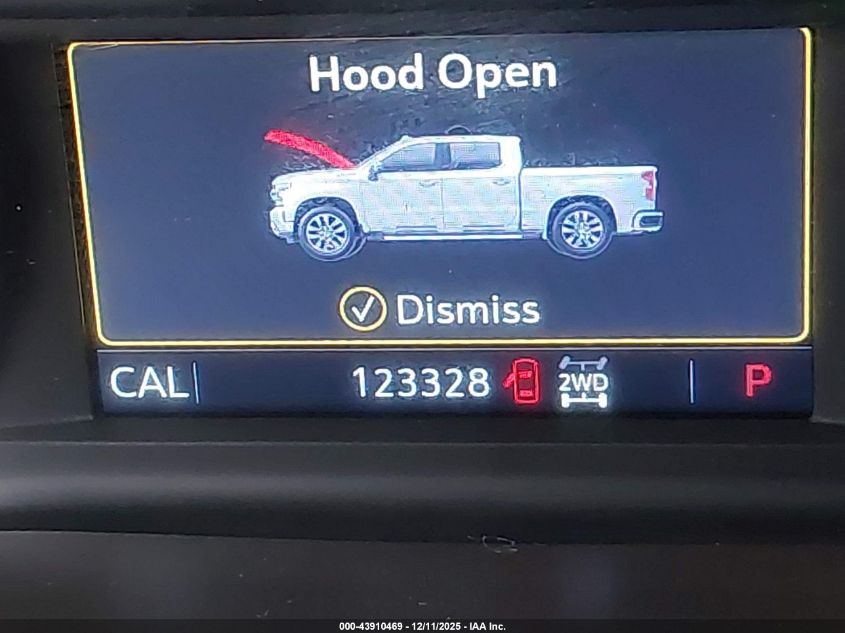 Hood Open
Dismiss
CAL 123328 2WD P
000-43910469 - 12/11/2025 - IAA Inc.